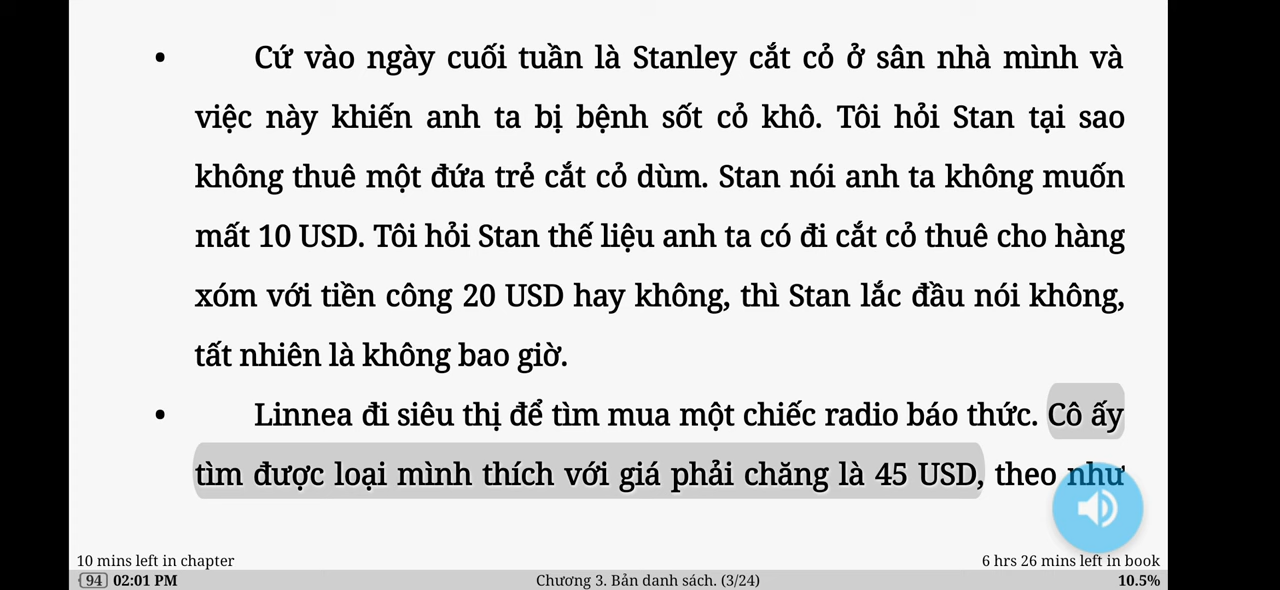 • Cứ vào ngày cuối tuần là Stanley cắt cỏ ở sân nhà mình và
việc này khiến anh ta bị bệnh sốt cỏ khô. Tôi hỏi Stan tại sao
không thuê một đứa trẻ cắt cỏ dùm. Stan nói anh ta không muốn
mất 10 USD. Tôi hỏi Stan thế liệu anh ta có đi cắt cỏ thuê cho hàng
xóm với tiền công 20 USD hay không, thì Stan lắc đầu nói không,
tất nhiên là không bao giờ.
• Linnea đi siêu thị để tìm mua một chiếc radio báo thức. Cô ấy
tìm được loại mình thích với giá phải chăng là 45 USD, theo như
10 mins left in chapter
6 hrs 26 mins left in book
94 02:01 PM
Chương 3. Bản danh sách. (3/24)
10.5%